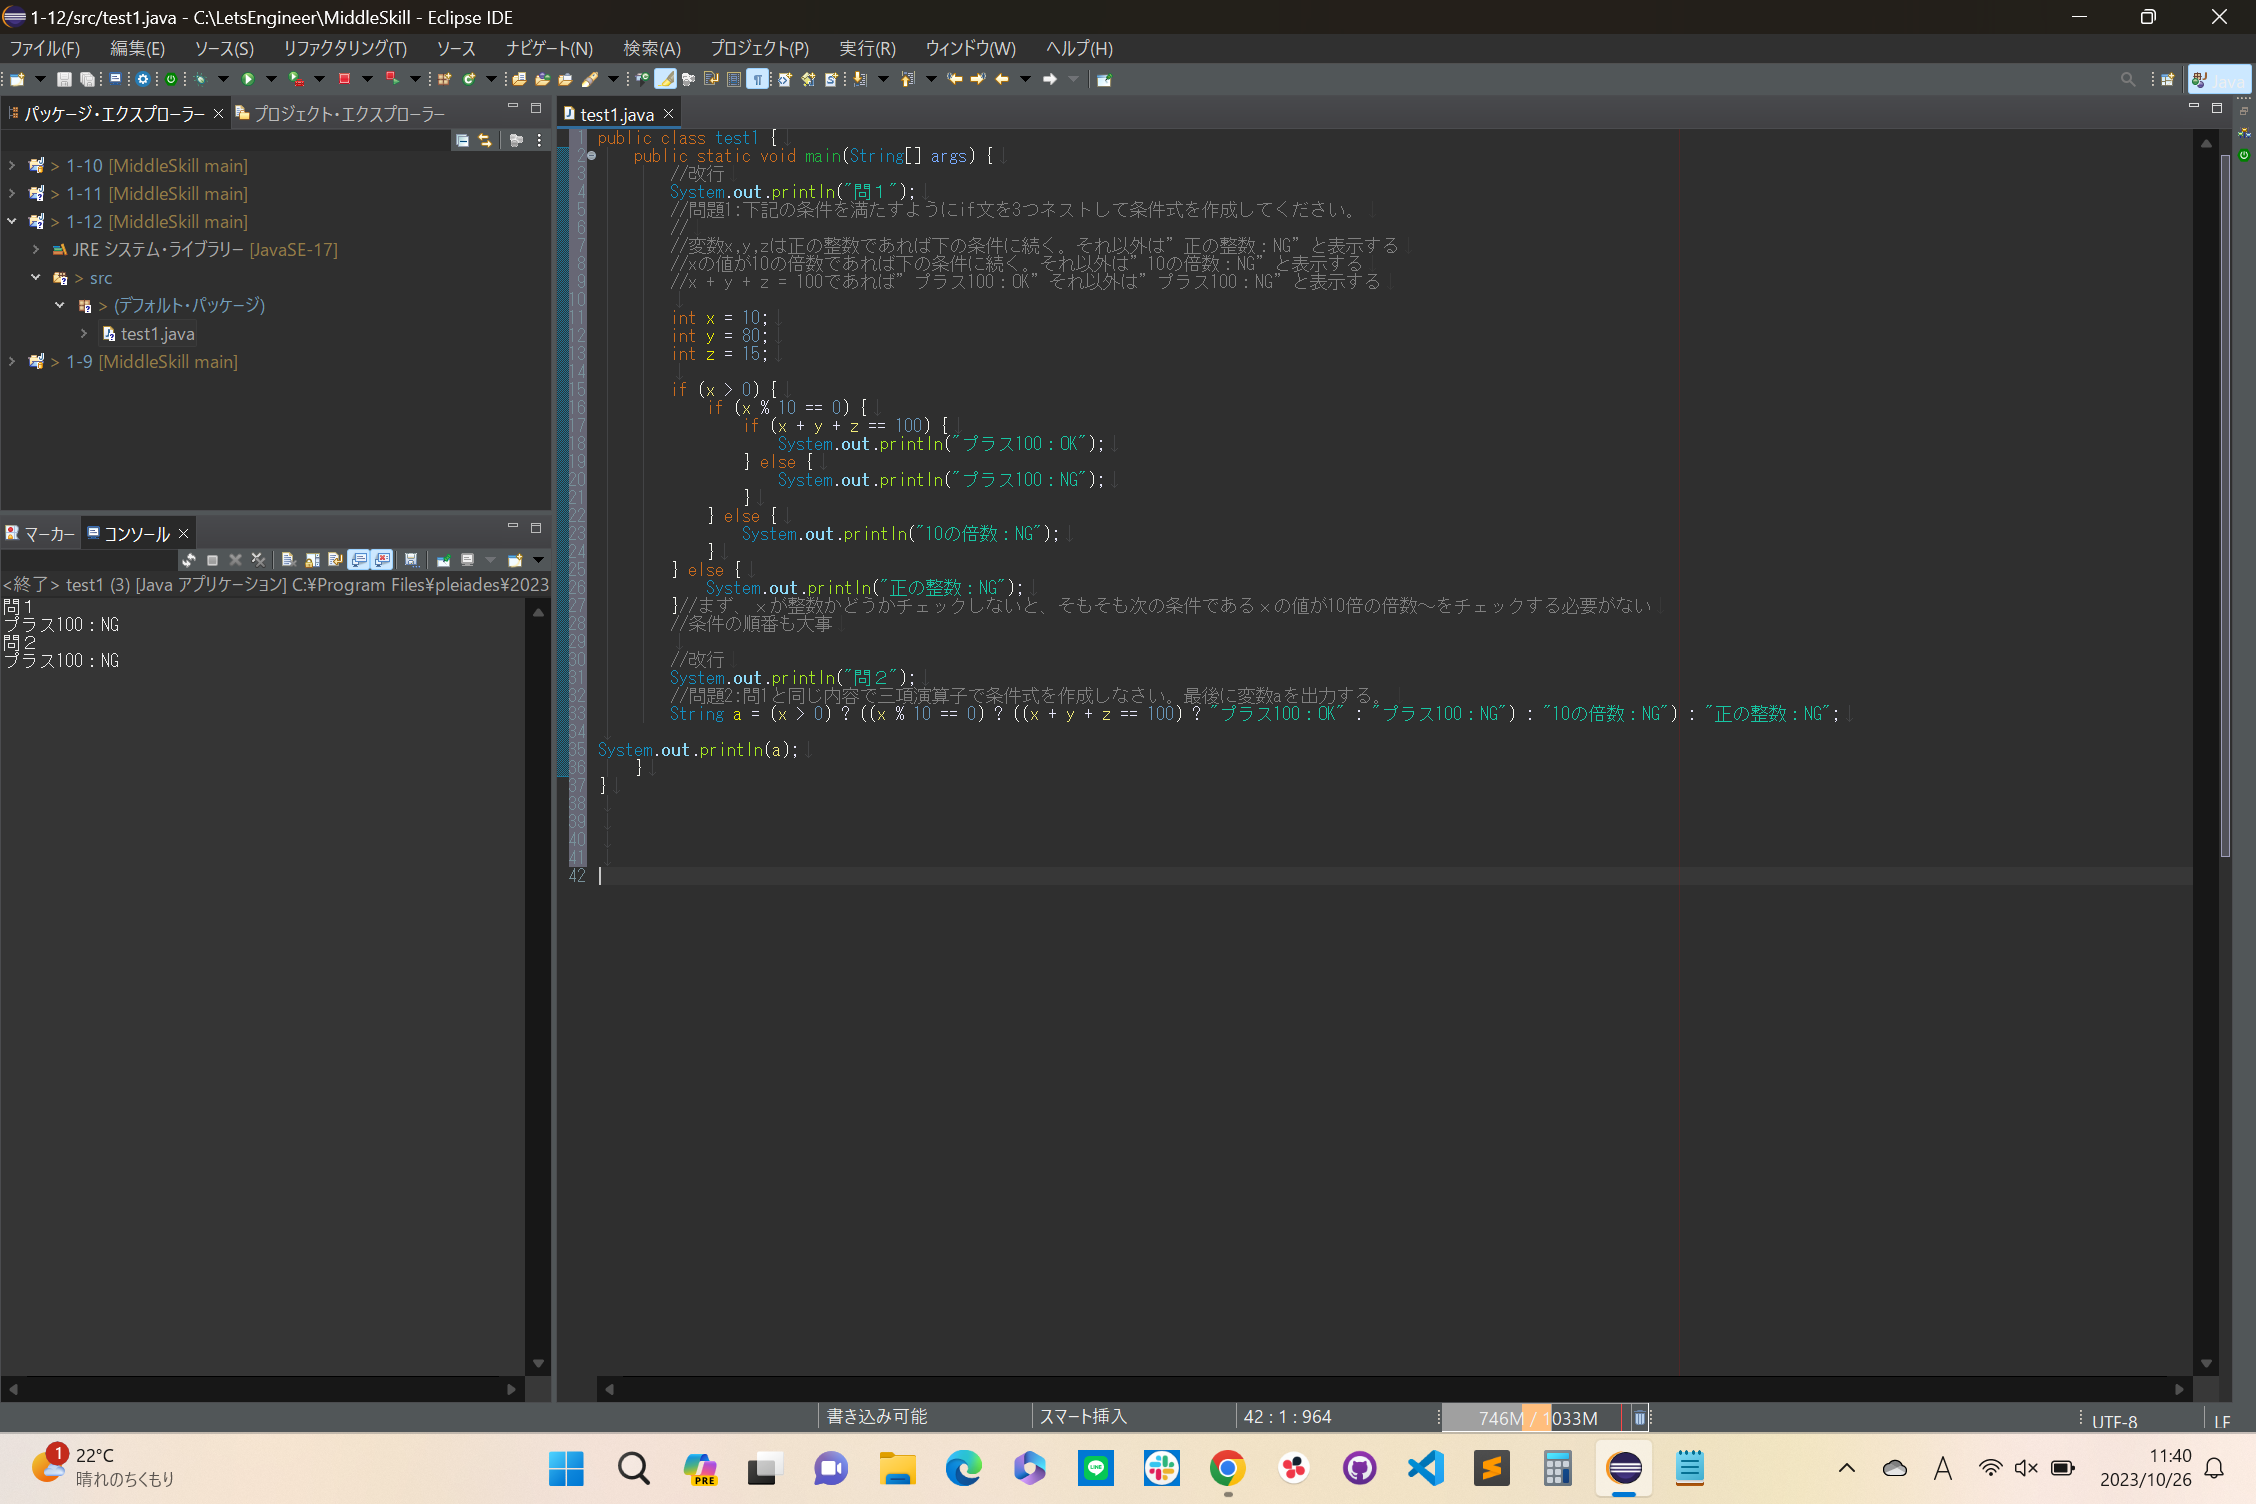 1-12/src/test1.java - C:\LetsEngineer\MiddleSkill - Eclipse IDE
ファイル(F) 編集(E) ソース(S) リファクタリング(T) ソース ナビゲート(N) 検索(A) プロジェクト(P) 実行(R) ウィンドウ(W) ヘルプ(H)
Java
パッケージ・エクスプローラー プロジェクト・エクスプローラー
> 1-10 [MiddleSkill main]
> 1-11 [MiddleSkill main]
> 1-12 [MiddleSkill main]
JRE システム・ライブラリー [JavaSE-17]
> src
> (デフォルト・パッケージ)
test1.java
> 1-9 [MiddleSkill main]
マーカー コンソール
<終了> test1 (3) [Java アプリケーション] C:¥Program Files¥pleiades¥2023
問１
プラス100：NG
問２
プラス100：NG
test1.java
1 public class test1 {
2 public static void main(String[] args) {
3 //改行
4 System.out.println("問１");
5 //問題1:下記の条件を満たすようにif文を3つネストして条件式を作成してください。
6 //
7 //変数x,y,zは正の整数であれば下の条件に続く。それ以外は”正の整数：NG”と表示する
8 //xの値が10の倍数であれば下の条件に続く。それ以外は”10の倍数：NG”と表示する
9 //x + y + z = 100であれば”プラス100：OK”それ以外は”プラス100：NG”と表示する
10
11 int x = 10;
12 int y = 80;
13 int z = 15;
14
15 if (x > 0) {
16 if (x % 10 == 0) {
17 if (x + y + z == 100) {
18 System.out.println("プラス100：OK");
19 } else {
20 System.out.println("プラス100：NG");
21 }
22 } else {
23 System.out.println("10の倍数：NG");
24 }
25 } else {
26 System.out.println("正の整数：NG");
27 }//まず、ｘが整数かどうかチェックしないと、そもそも次の条件であるｘの値が10倍の倍数～をチェックする必要がない
28 //条件の順番も大事
29
30 //改行
31 System.out.println("問２");
32 //問題2:問1と同じ内容で三項演算子で条件式を作成しなさい。最後に変数aを出力する。
33 String a = (x > 0) ? ((x % 10 == 0) ? ((x + y + z == 100) ? "プラス100：OK" : "プラス100：NG") : "10の倍数：NG") : "正の整数：NG";
34
35 System.out.println(a);
36 }
37 }
38
39
40
41
42
書き込み可能 スマート挿入 42 : 1 : 964 746M / 1033M UTF-8 LF
1 22°C
晴れのちくもり
PRE
LINE
A
11:40
2023/10/26